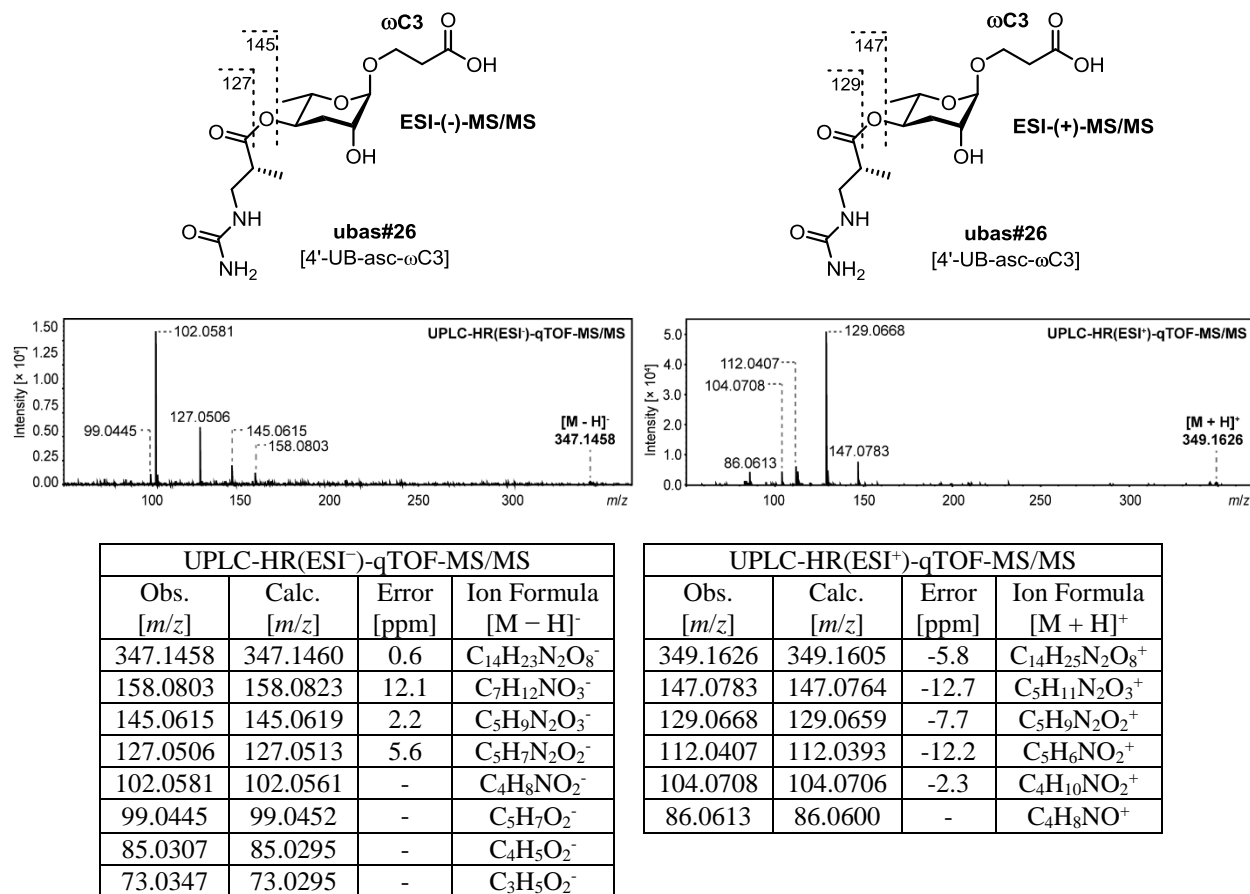 ωC3
O
OH
O
O
145
127
O
O
OH
NH
O
NH₂
ESI-(-)-MS/MS
ubas#26
[4'-UB-asc-ωC3]
ωC3
O
OH
O
O
147
129
O
O
OH
NH
O
NH₂
ESI-(+)-MS/MS
ubas#26
[4'-UB-asc-ωC3]
UPLC-HR(ESI⁻)-qTOF-MS/MS
Intensity [× 10⁴]
1.50
1.25
1.00
0.75
0.50
0.25
0.00
102.0581
127.0506
99.0445
145.0615
158.0803
[M - H]⁻
347.1458
100 150 200 250 300 m/z
UPLC-HR(ESI⁺)-qTOF-MS/MS
Intensity [× 10⁴]
5.0
4.0
3.0
2.0
1.0
0.0
129.0668
112.0407
104.0708
86.0613
147.0783
[M + H]⁺
349.1626
100 150 200 250 300 m/z
UPLC-HR(ESI⁻)-qTOF-MS/MS
Obs. [m/z] Calc. [m/z] Error [ppm] Ion Formula [M − H]⁻
347.1458 347.1460 0.6 C₁₄H₂₃N₂O₈⁻
158.0803 158.0823 12.1 C₇H₁₂NO₃⁻
145.0615 145.0619 2.2 C₅H₉N₂O₃⁻
127.0506 127.0513 5.6 C₅H₇N₂O₂⁻
102.0581 102.0561 - C₄H₈NO₂⁻
99.0445 99.0452 - C₅H₇O₂⁻
85.0307 85.0295 - C₄H₅O₂⁻
73.0347 73.0295 - C₃H₅O₂⁻
UPLC-HR(ESI⁺)-qTOF-MS/MS
Obs. [m/z] Calc. [m/z] Error [ppm] Ion Formula [M + H]⁺
349.1626 349.1605 -5.8 C₁₄H₂₅N₂O₈⁺
147.0783 147.0764 -12.7 C₅H₁₁N₂O₃⁺
129.0668 129.0659 -7.7 C₅H₉N₂O₂⁺
112.0407 112.0393 -12.2 C₅H₆NO₂⁺
104.0708 104.0706 -2.3 C₄H₁₀NO₂⁺
86.0613 86.0600 - C₄H₈NO⁺